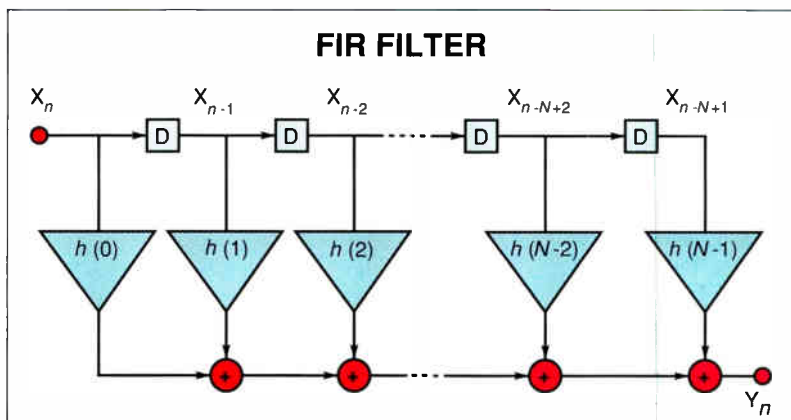 FIR FILTER
Xn Xn-1 Xn-2 Xn-N+2 Xn-N+1
D D D D
h (0) h (1) h (2) h (N-2) h (N-1)
+ + + +
Yn